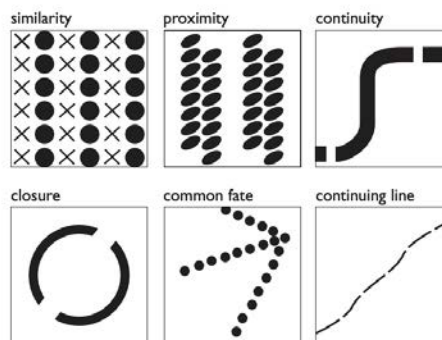 similarity
proximity
continuity
closure
common fate
continuing line